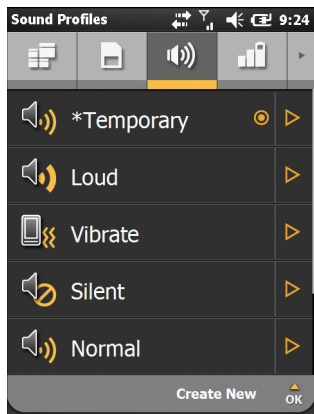 Sound Profiles 9:24
*Temporary
Loud
Vibrate
Silent
Normal
Create New OK